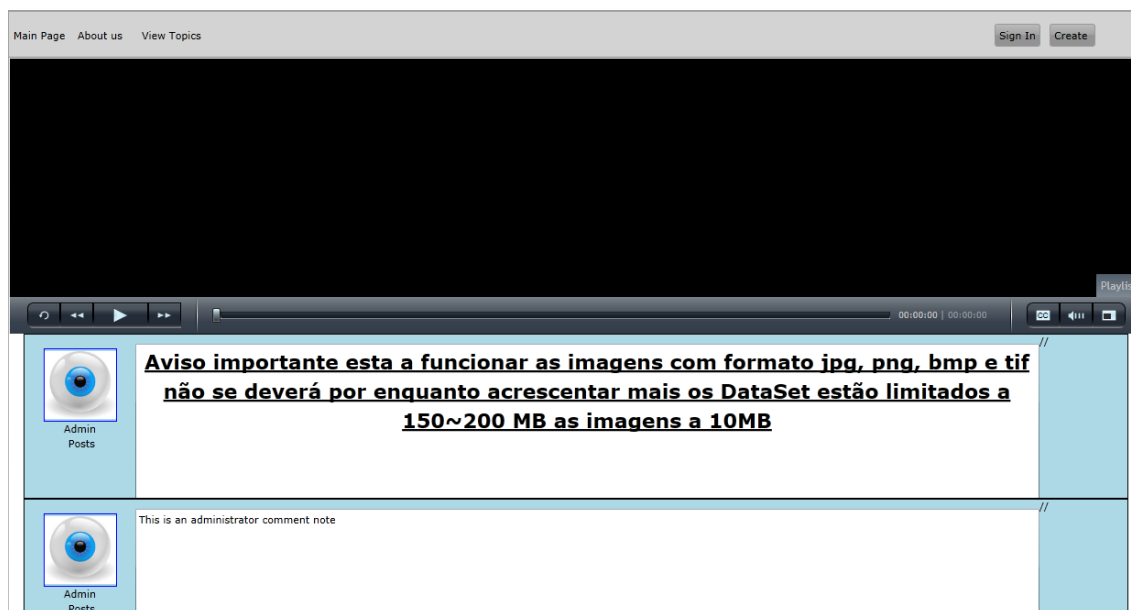 Main Page About us View Topics Sign In Create
Playlis
00:00:00 | 00:00:00 CC
//
Aviso importante esta a funcionar as imagens com formato jpg, png, bmp e tif
não se deverá por enquanto acrescentar mais os DataSet estão limitados a
150~200 MB as imagens a 10MB
Admin
Posts
//
This is an administrator comment note
Admin
Posts